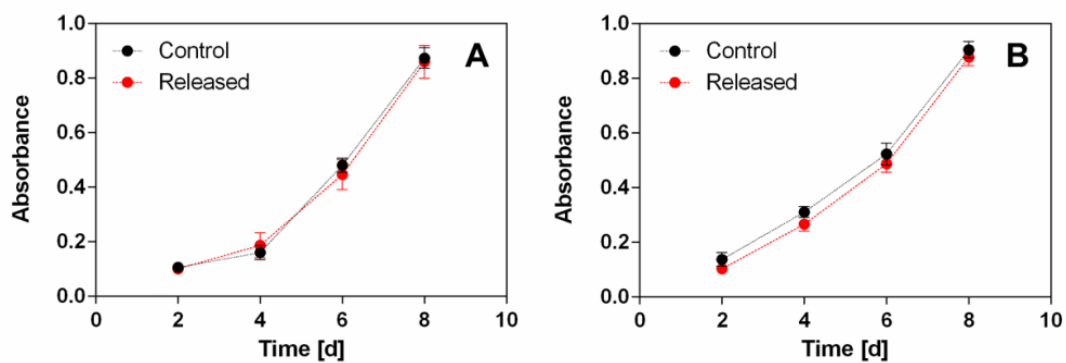 A
Control
Released
Absorbance
1.0
0.8
0.6
0.4
0.2
0.0
0 2 4 6 8 10
Time [d]
B
Control
Released
Absorbance
1.0
0.8
0.6
0.4
0.2
0.0
0 2 4 6 8 10
Time [d]